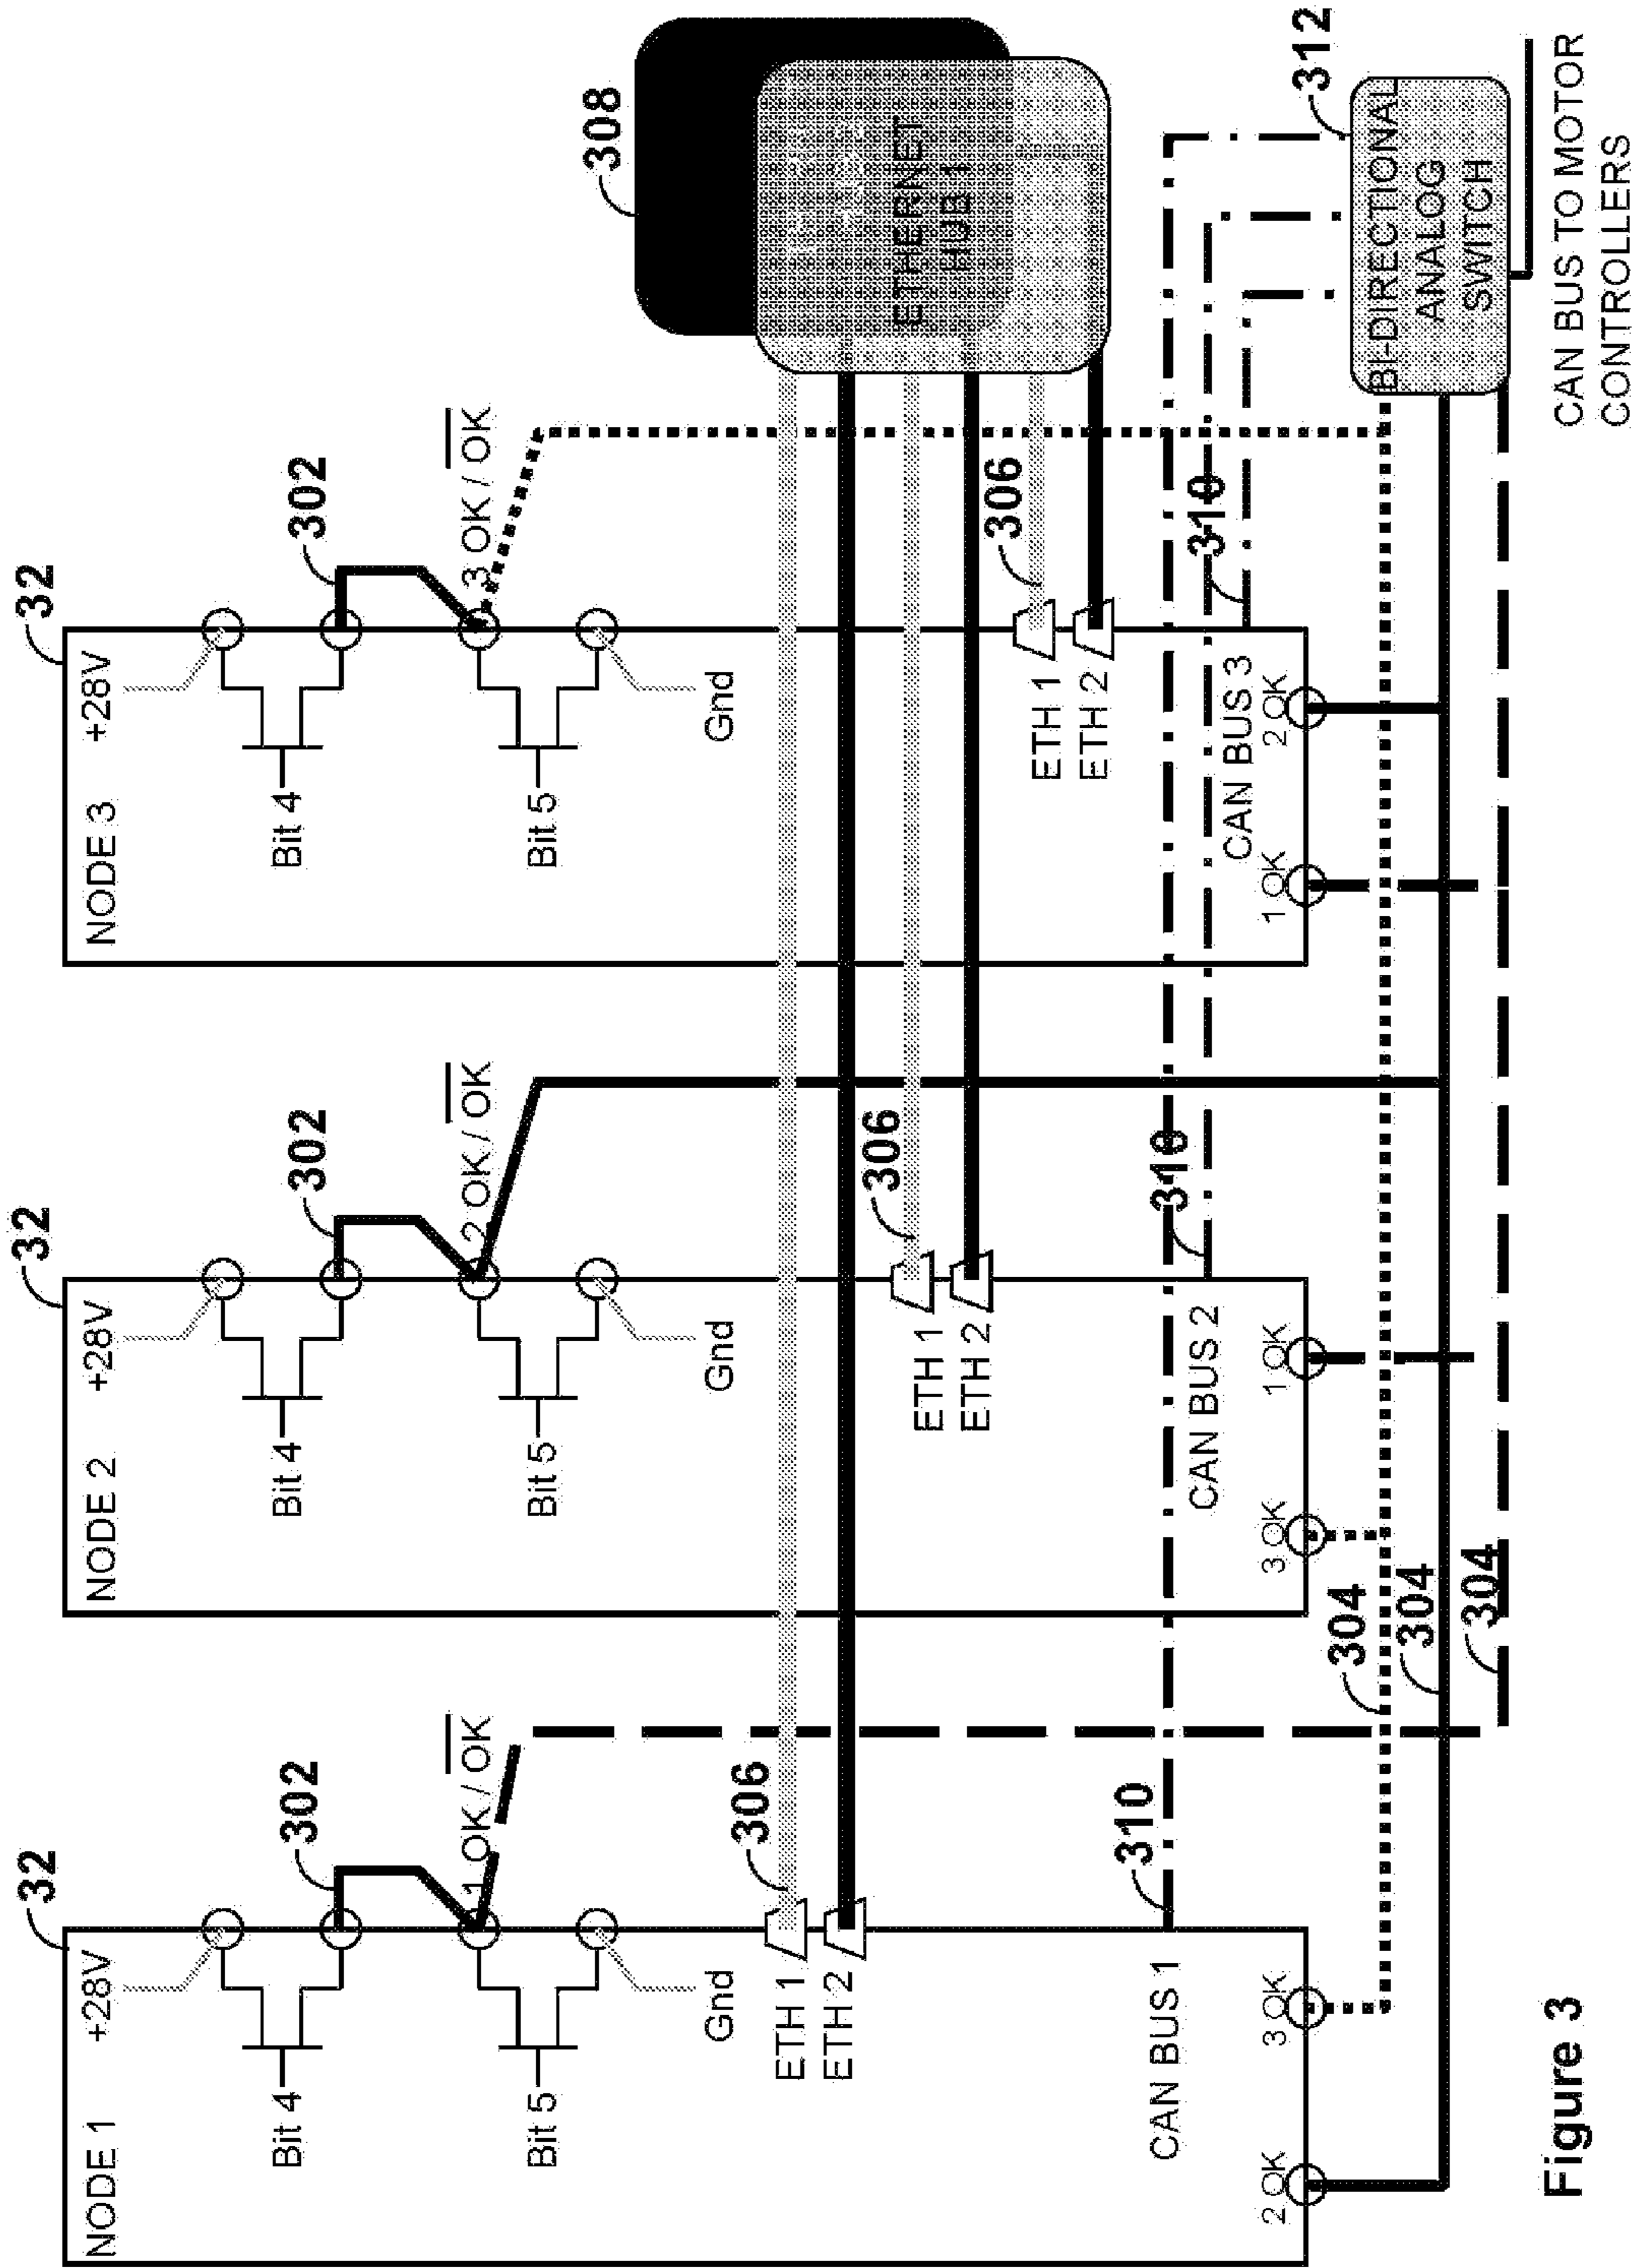 32
32
32
NODE 1
+28V
NODE 2
+28V
NODE 3
+28V
302
302
302
308
Bit 4
Bit 4
Bit 4
1 OK / OK
2 OK / OK
3 OK / OK
Bit 5
Bit 5
Bit 5
Gnd
Gnd
Gnd
306
306
306
ETH 1
ETH 2
ETH 1
ETH 2
ETH 1
ETH 2
ETHERNET
HUB 1
310
310
310
CAN BUS 1
CAN BUS 2
CAN BUS 3
312
2 OK
3 OK
3 OK
1 OK
1 OK
2 OK
304
304
304
BI-DIRECTIONAL
ANALOG
SWITCH
CAN BUS TO MOTOR
CONTROLLERS
Figure 3